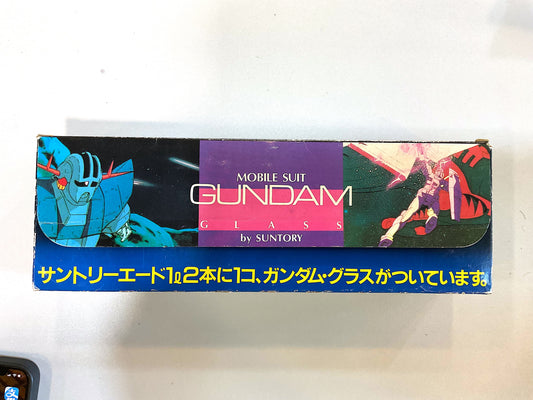 MOBILE SUIT
GUNDAM
GLASS
by SUNTORY
サントリーエード1ℓ2本に1コ、ガンダム・グラスがついています。